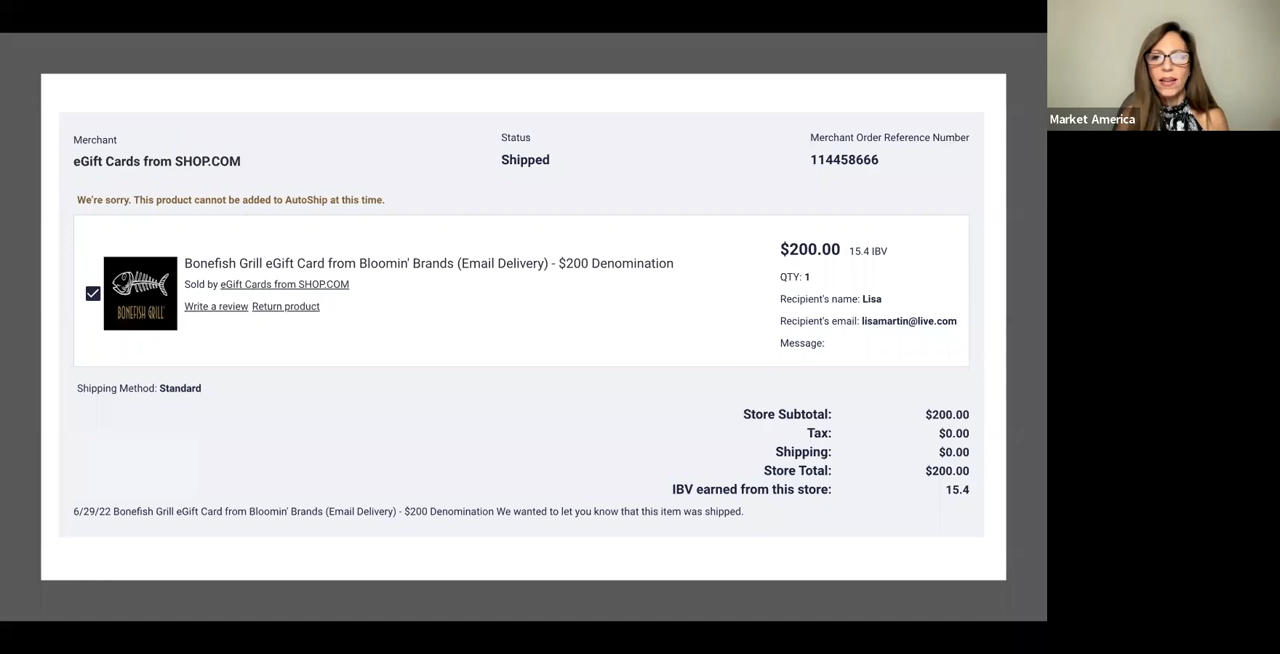 Merchant
eGift Cards from SHOP.COM
Status
Shipped
Merchant Order Reference Number
114458666
We're sorry. This product cannot be added to AutoShip at this time.
BONEFISH GRILL
Bonefish Grill eGift Card from Bloomin' Brands (Email Delivery) - $200 Denomination
Sold by eGift Cards from SHOP.COM
Write a review Return product
$200.00 15.4 IBV
QTY: 1
Recipient's name: Lisa
Recipient's email: lisamartin@live.com
Message:
Shipping Method: Standard
Store Subtotal: $200.00
Tax: $0.00
Shipping: $0.00
Store Total: $200.00
IBV earned from this store: 15.4
6/29/22 Bonefish Grill eGift Card from Bloomin' Brands (Email Delivery) - $200 Denomination We wanted to let you know that this item was shipped.
Market America